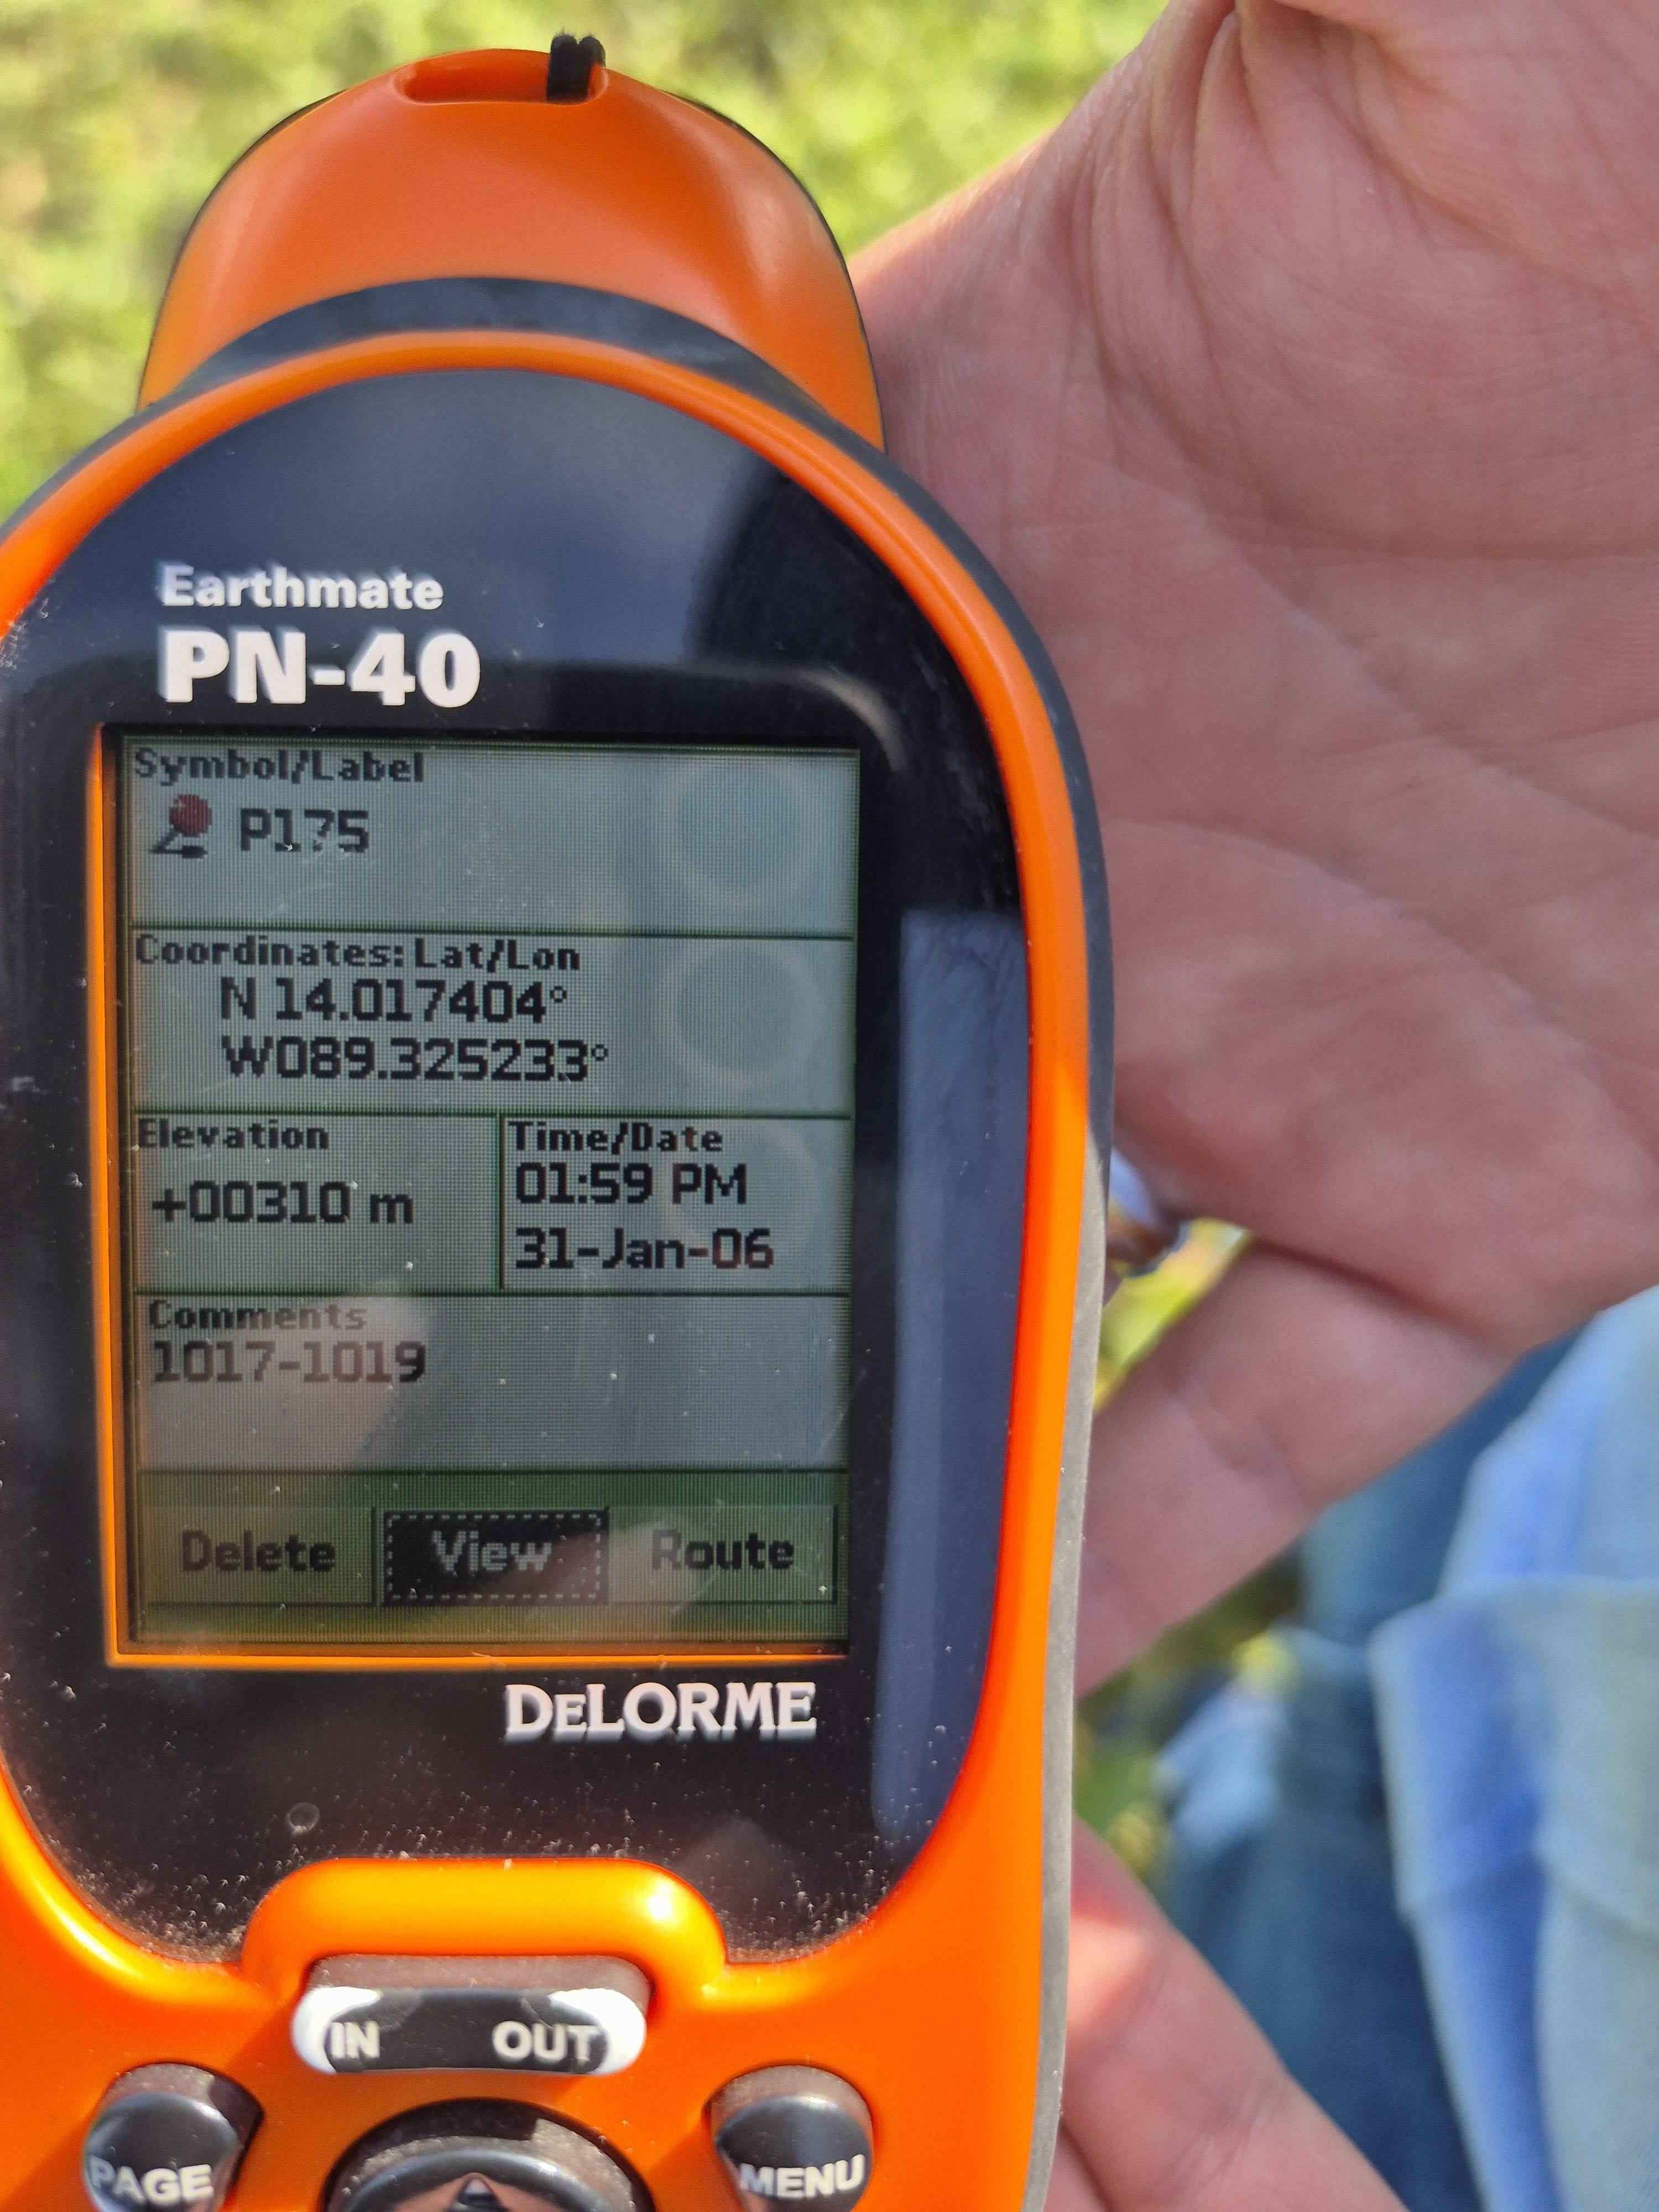 Earthmate
PN-40
Symbol/Label
P175
Coordinates: Lat/Lon
N 14.017404°
W089.325233°
Elevation
+00310 m
Time/Date
01:59 PM
31-Jan-06
Comments
1017-1019
Delete View Route
DELORME
IN OUT
PAGE MENU